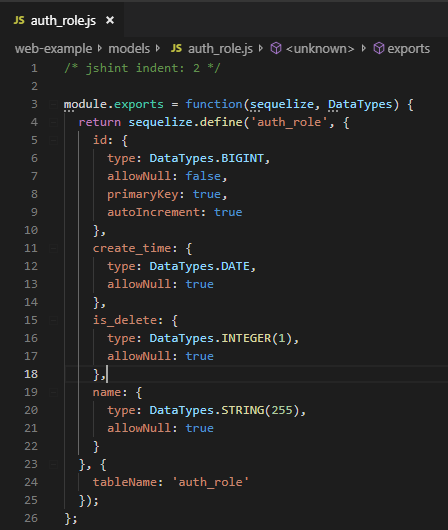 JS auth_role.js ×
web-example › models › JS auth_role.js › <unknown> › exports
1 /* jshint indent: 2 */
2
3 module.exports = function(sequelize, DataTypes) {
4   return sequelize.define('auth_role', {
5     id: {
6       type: DataTypes.BIGINT,
7       allowNull: false,
8       primaryKey: true,
9       autoIncrement: true
10     },
11     create_time: {
12       type: DataTypes.DATE,
13       allowNull: true
14     },
15     is_delete: {
16       type: DataTypes.INTEGER(1),
17       allowNull: true
18     },
19     name: {
20       type: DataTypes.STRING(255),
21       allowNull: true
22     }
23   }, {
24     tableName: 'auth_role'
25   });
26 };